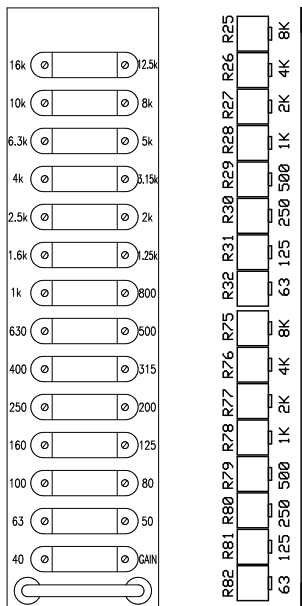 16k 12.5k
10k 8k
6.3k 5k
4k 3.15k
2.5k 2k
1.6k 1.25k
1k 800
630 500
400 315
250 200
160 125
100 80
63 50
40 GAIN
R25 8K
R26 4K
R27 2K
R28 1K
R29 500
R30 250
R31 125
R32 63
R75 8K
R76 4K
R77 2K
R78 1K
R79 500
R80 250
R81 125
R82 63